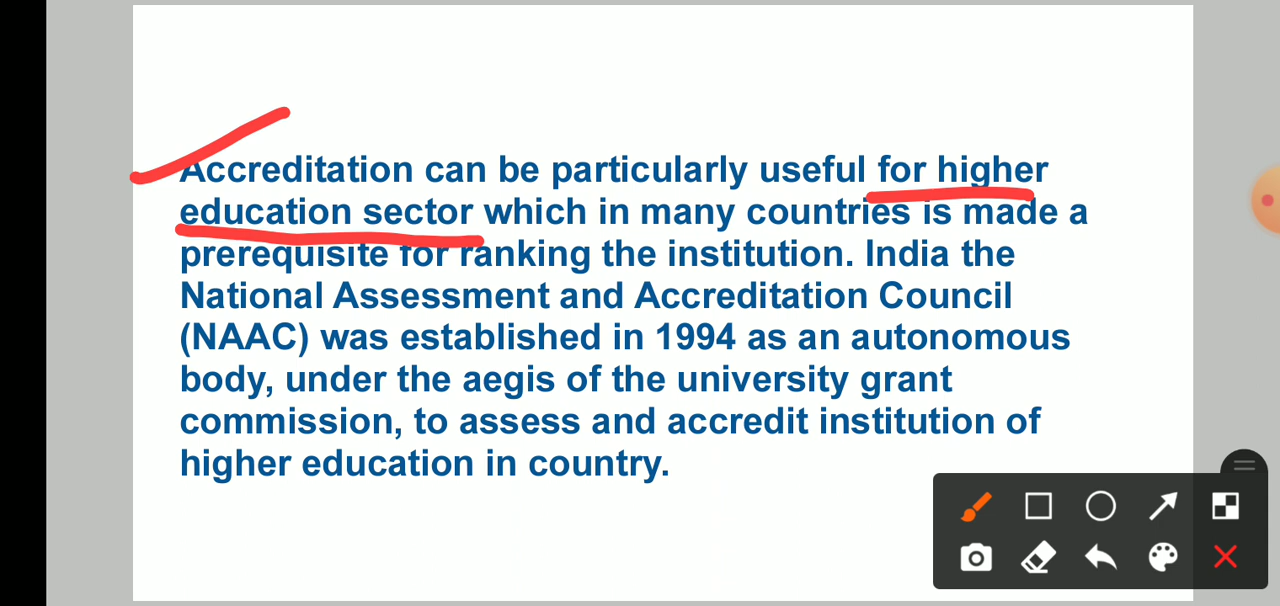 Accreditation can be particularly useful for higher
education sector which in many countries is made a
prerequisite for ranking the institution. India the
National Assessment and Accreditation Council
(NAAC) was established in 1994 as an autonomous
body, under the aegis of the university grant
commission, to assess and accredit institution of
higher education in country.